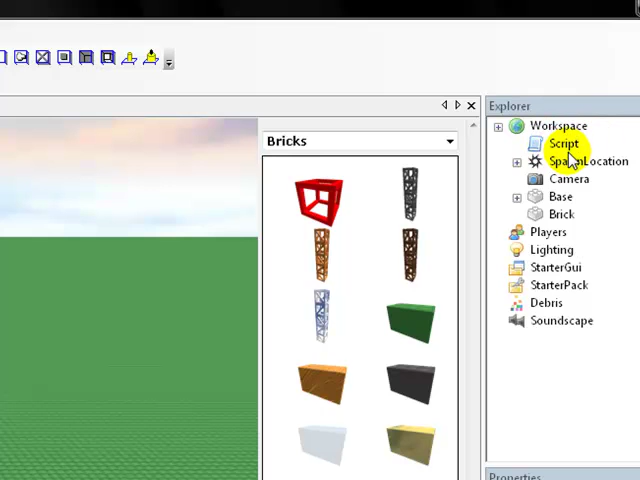 Explorer
Bricks
Workspace
Script
SpawnLocation
Camera
Base
Brick
Players
Lighting
StarterGui
StarterPack
Debris
Soundscape
Properties